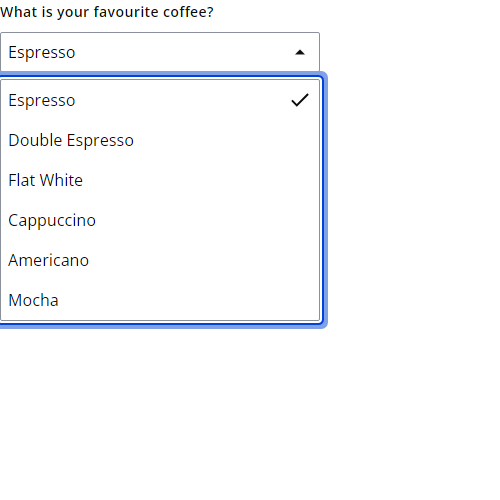 What is your favourite coffee?
Espresso
Espresso
Double Espresso
Flat White
Cappuccino
Americano
Mocha